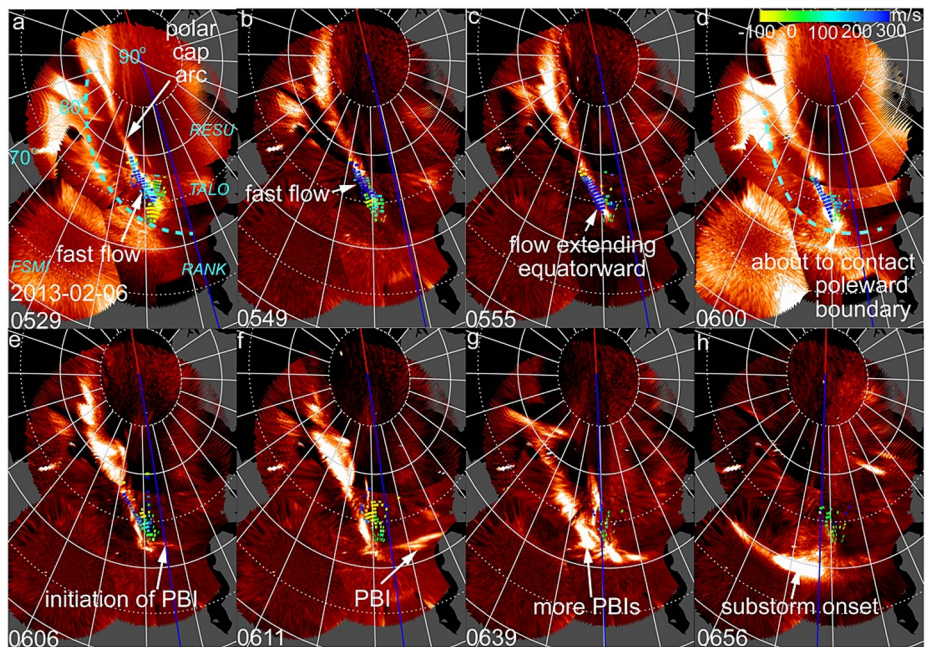 a
polar
cap
arc
90°
80°
70°
RESU
TALO
fast flow
FSMI
RANK
2013-02-06
0529
b
fast flow
0549
c
flow extending
equatorward
0555
d
m/s
-100 0 100 200 300
about to contact
poleward
boundary
0600
e
initiation of PBI
0606
f
PBI
0611
g
more PBIs
0639
h
substorm onset
0656